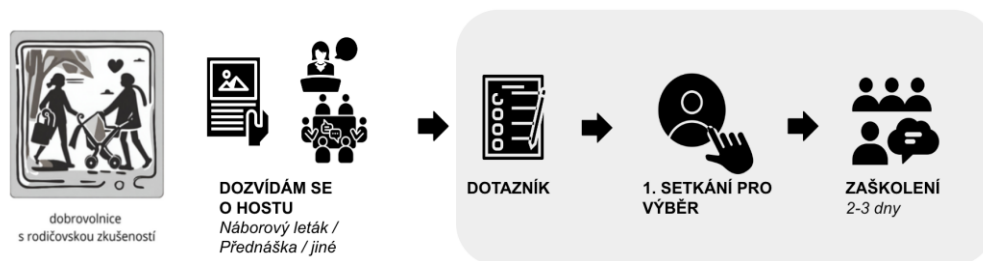 dobrovolnice
s rodičovskou zkušeností
DOZVÍDÁM SE
O HOSTU
Náborový leták /
Přednáška / jiné
DOTAZNÍK
1. SETKÁNÍ PRO
VÝBĚR
ZAŠKOLENÍ
2-3 dny